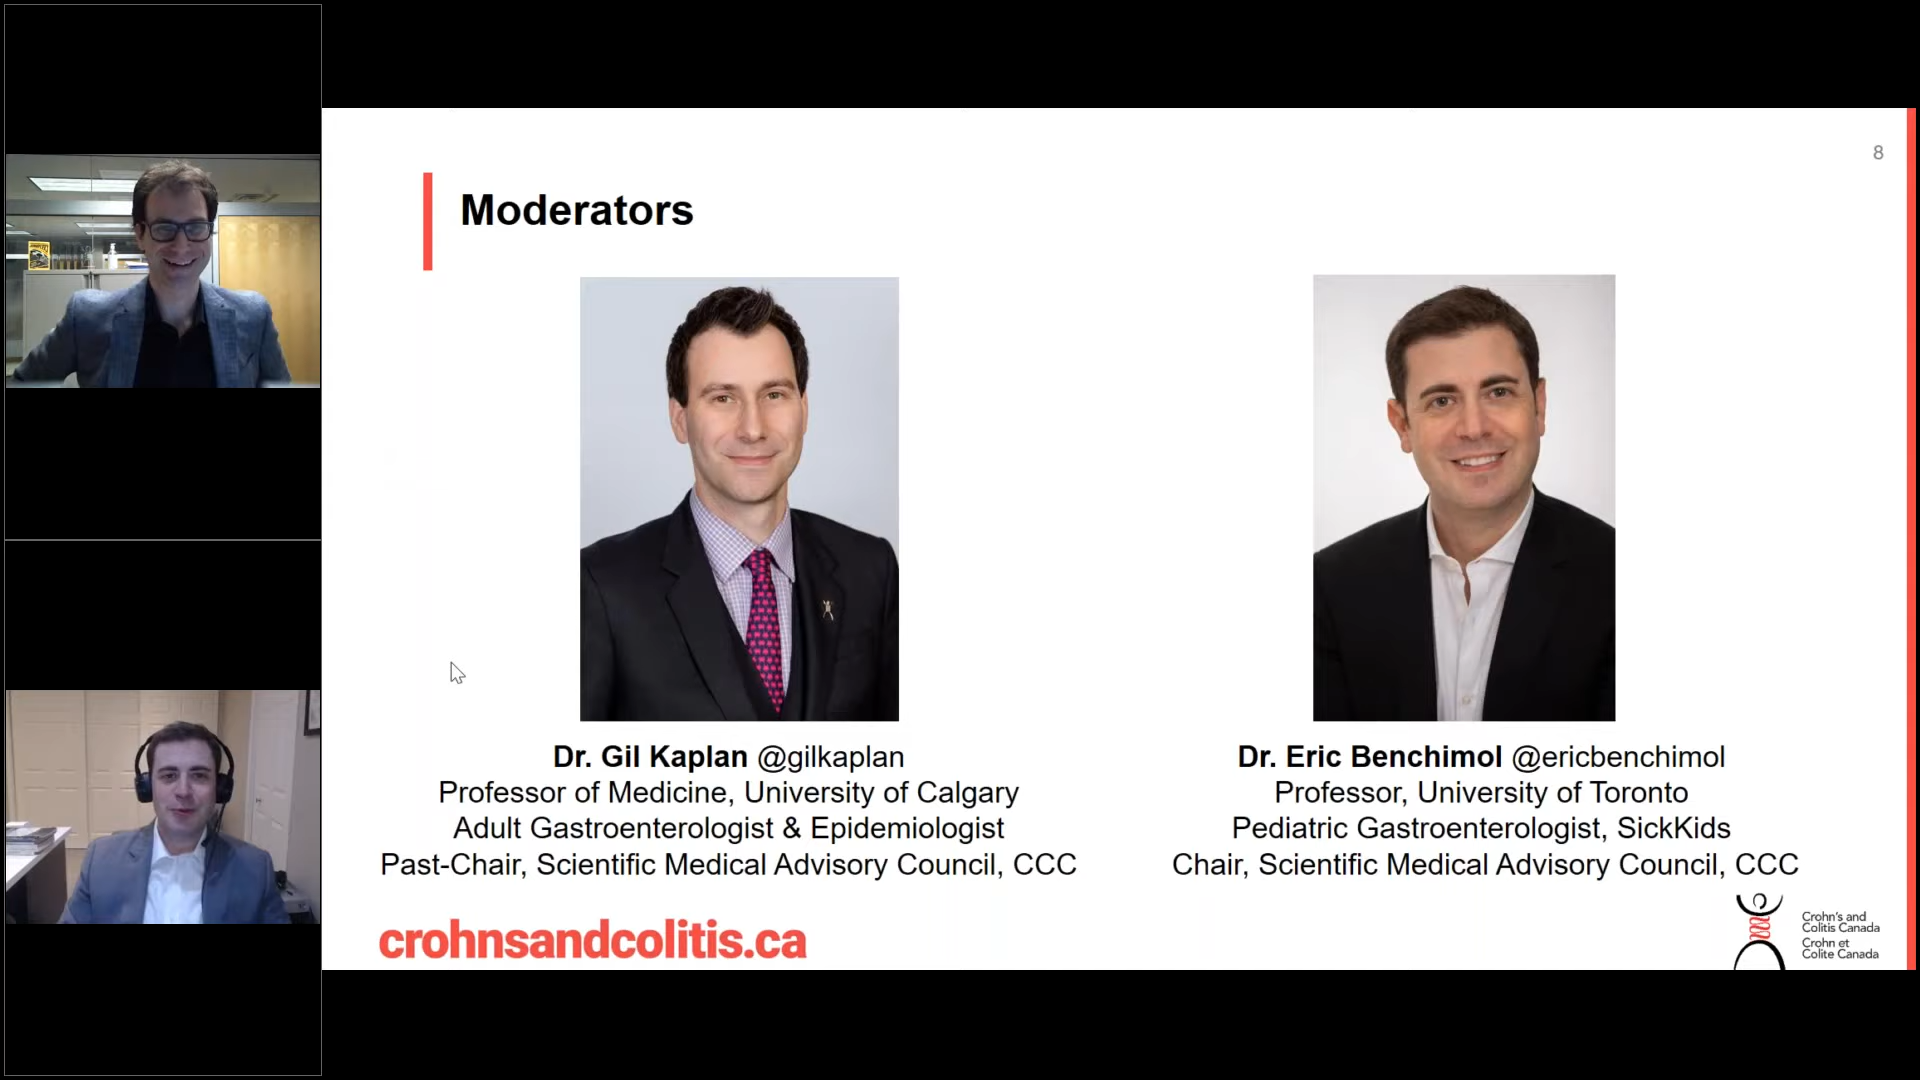 8
Moderators
Dr. Gil Kaplan @gilkaplan
Professor of Medicine, University of Calgary
Adult Gastroenterologist & Epidemiologist
Past-Chair, Scientific Medical Advisory Council, CCC
Dr. Eric Benchimol @ericbenchimol
Professor, University of Toronto
Pediatric Gastroenterologist, SickKids
Chair, Scientific Medical Advisory Council, CCC
crohnsandcolitis.ca
Crohn's and
Colitis Canada
Crohn et
Colite Canada